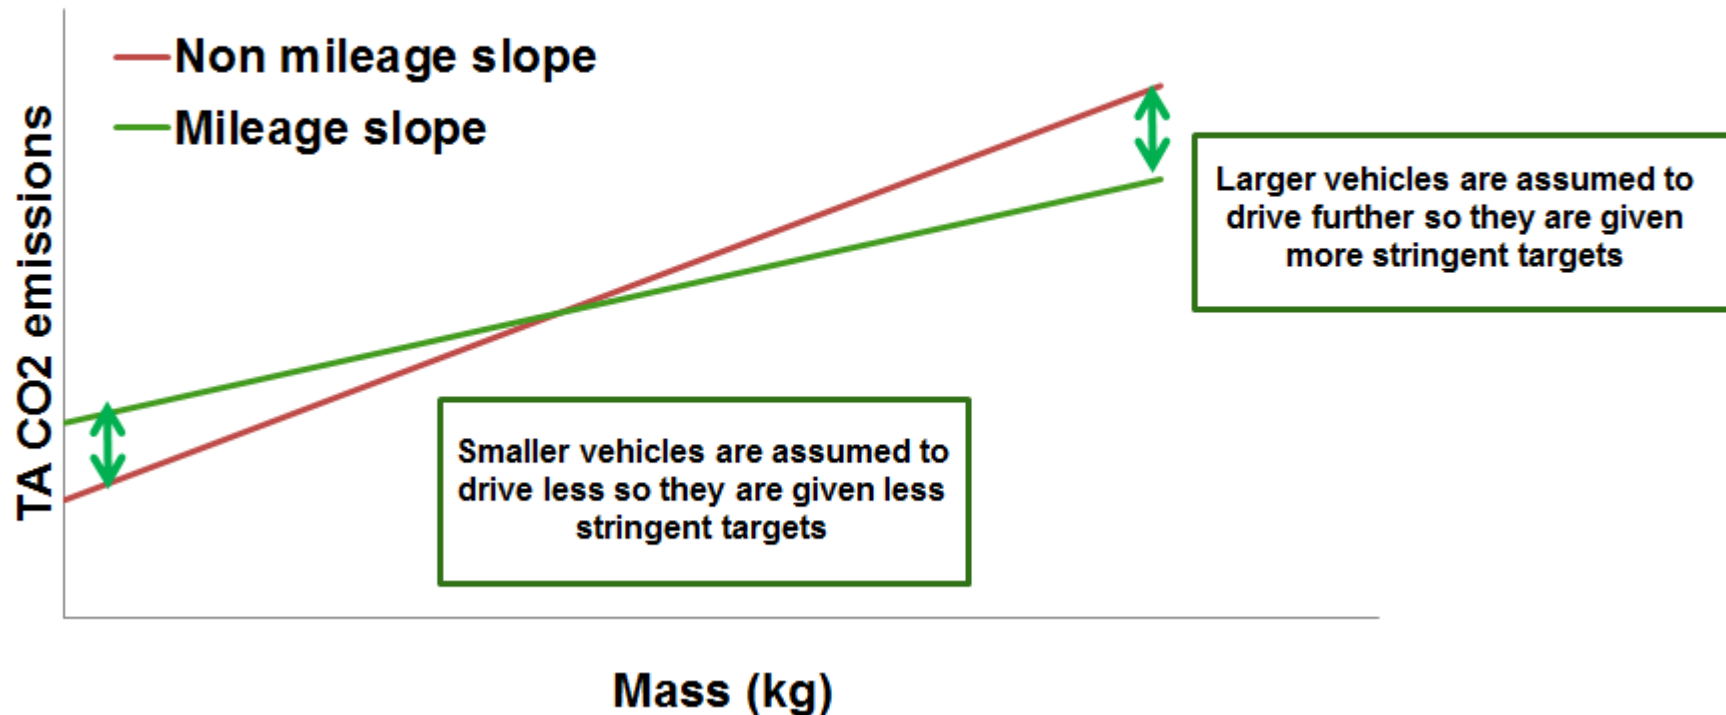 Non mileage slope
Mileage slope
TA CO2 emissions
Larger vehicles are assumed to
drive further so they are given
more stringent targets
Smaller vehicles are assumed to
drive less so they are given less
stringent targets
Mass (kg)